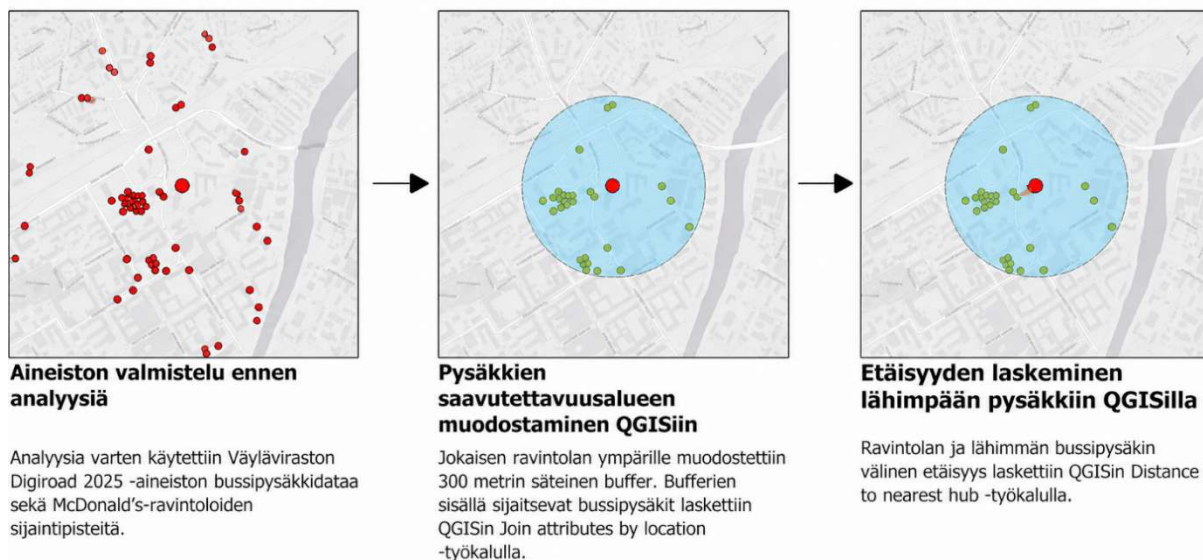 Aineiston valmistelu ennen
analyysiä
Analyysia varten käytettiin Väyläviraston
Digiroad 2025 -aineiston bussipysäkkidataa
sekä McDonald's-ravintoloiden
sijaintipisteitä.
Pysäkkien
saavutettavuusalueen
muodostaminen QGISiin
Jokaisen ravintolan ympärille muodostettiin
300 metrin säteinen buffer. Bufferien
sisällä sijaitsevat bussipysäkit laskettiin
QGISin Join attributes by location
-työkalulla.
Etäisyyden laskeminen
lähimpään pysäkkiin QGISilla
Ravintolan ja lähimmän bussipysäkin
välinen etäisyys laskettiin QGISin Distance
to nearest hub -työkalulla.